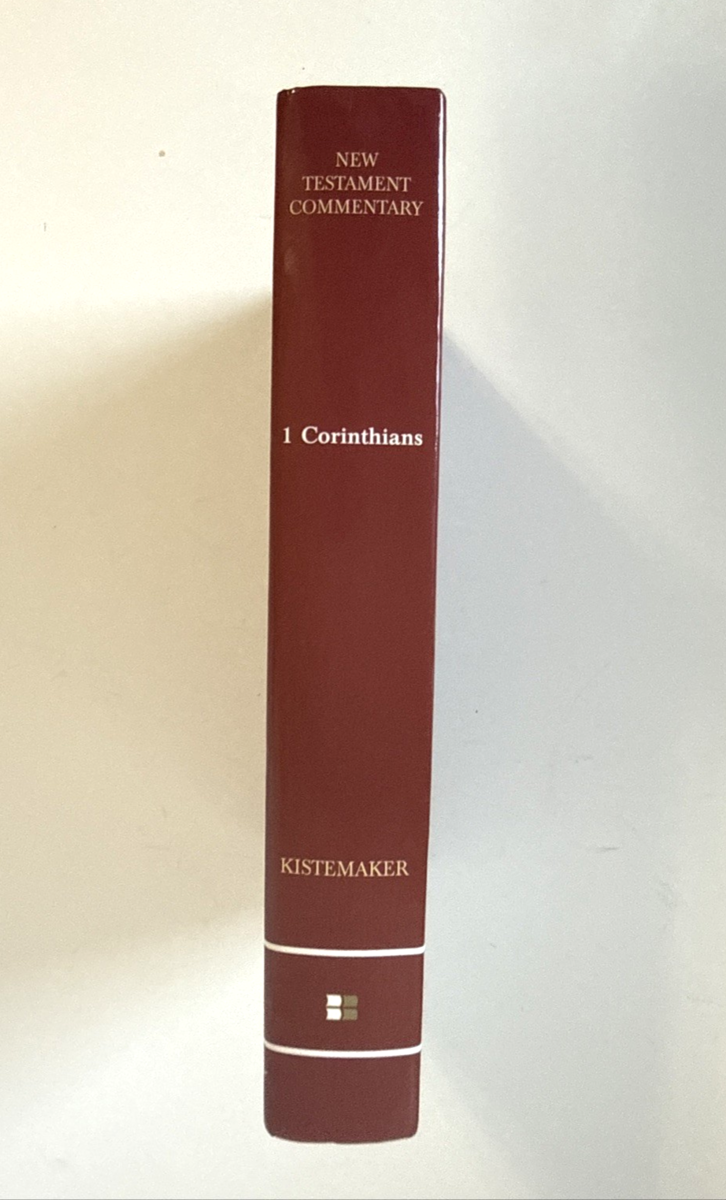 NEW
TESTAMENT
COMMENTARY
1 Corinthians
KISTEMAKER